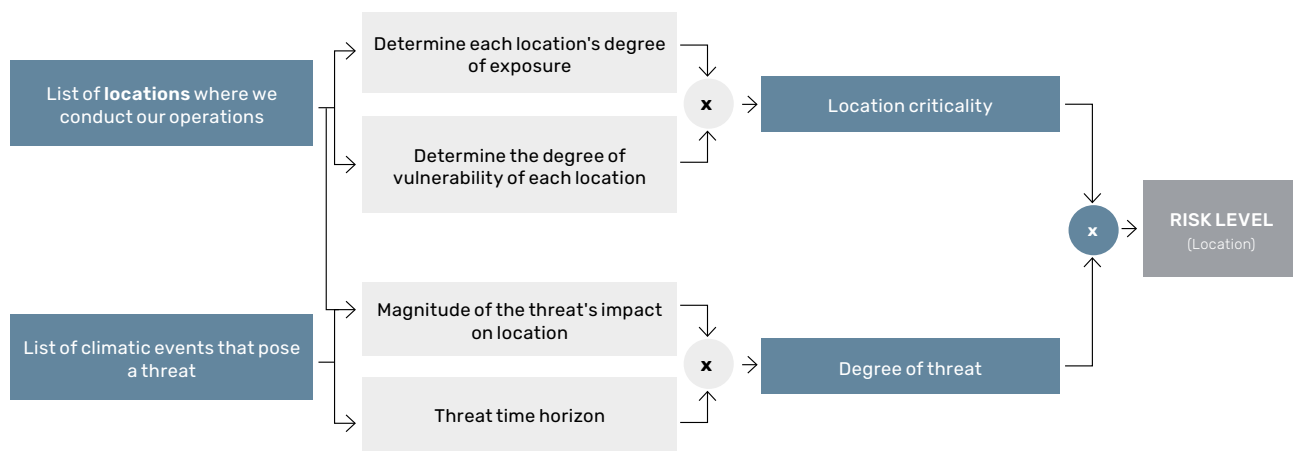 List of locations where we
conduct our operations
Determine each location's degree
of exposure
Determine the degree of
vulnerability of each location
x
Location criticality
List of climatic events that pose
a threat
Magnitude of the threat's impact
on location
Threat time horizon
x
Degree of threat
x
RISK LEVEL
(Location)